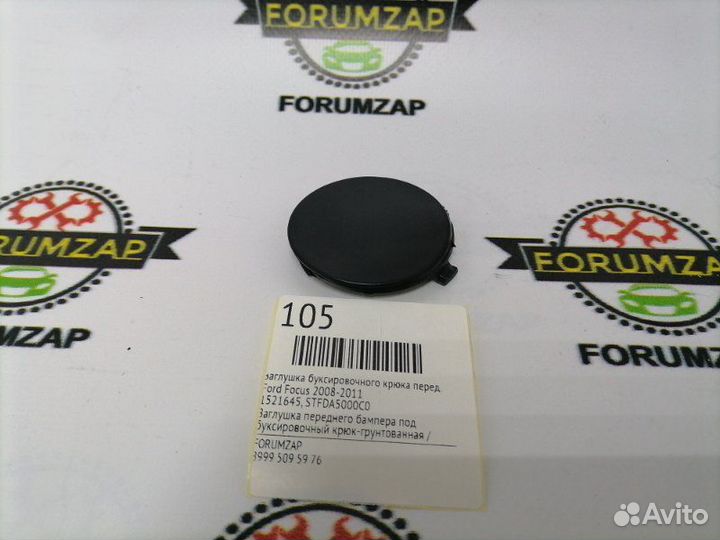 FORUMZAP
FORUMZAP
FORUMZAP
FORUMZAP
FORUMZAP
FORUMZAP
105
Заглушка буксировочного крюка перед.
Ford Focus 2008-2011
1521645, STFDA5000C0
Заглушка переднего бампера под
буксировочный крюк-грунтованная /
FORUMZAP
8999 509 59 76
Avito